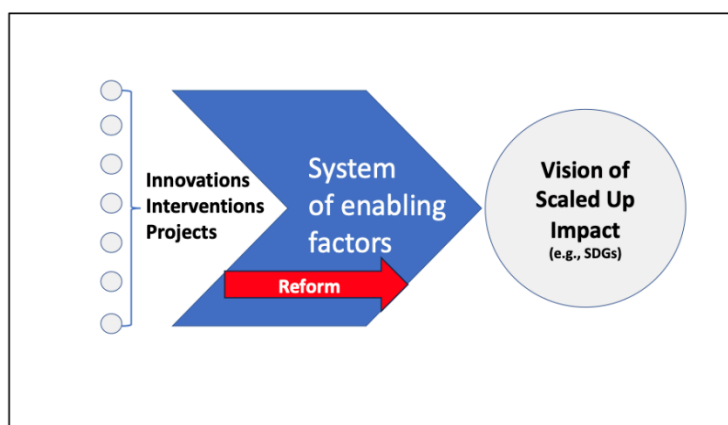 Innovations
Interventions
Projects
System
of enabling
factors
Reform
Vision of
Scaled Up
Impact
(e.g., SDGs)